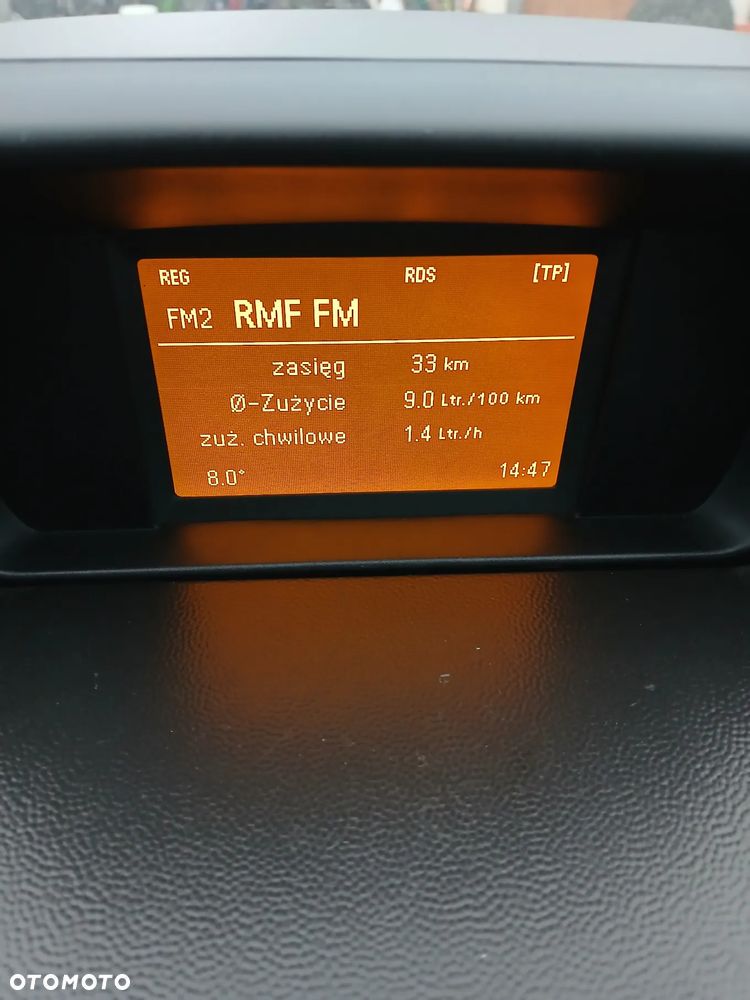 REG RDS [TP]
FM2 RMF FM
zasięg 33 km
Ø-Zużycie 9.0 Ltr./100 km
zuż. chwilowe 1.4 Ltr./h
8.0° 14:47
OTOMOTO